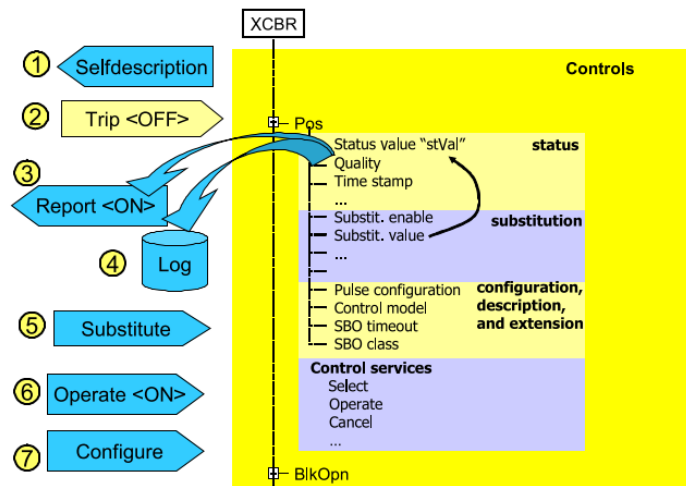 XCBR
1
Selfdescription
Controls
2
Trip <OFF>
Pos
Status value “stVal”
status
Quality
Time stamp
...
3
Report <ON>
Substit. enable
substitution
Substit. value
...
4
Log
Pulse configuration
configuration,
Control model
description,
SBO timeout
and extension
SBO class
5
Substitute
Control services
Select
Operate
Cancel
...
6
Operate <ON>
7
Configure
BlkOpn